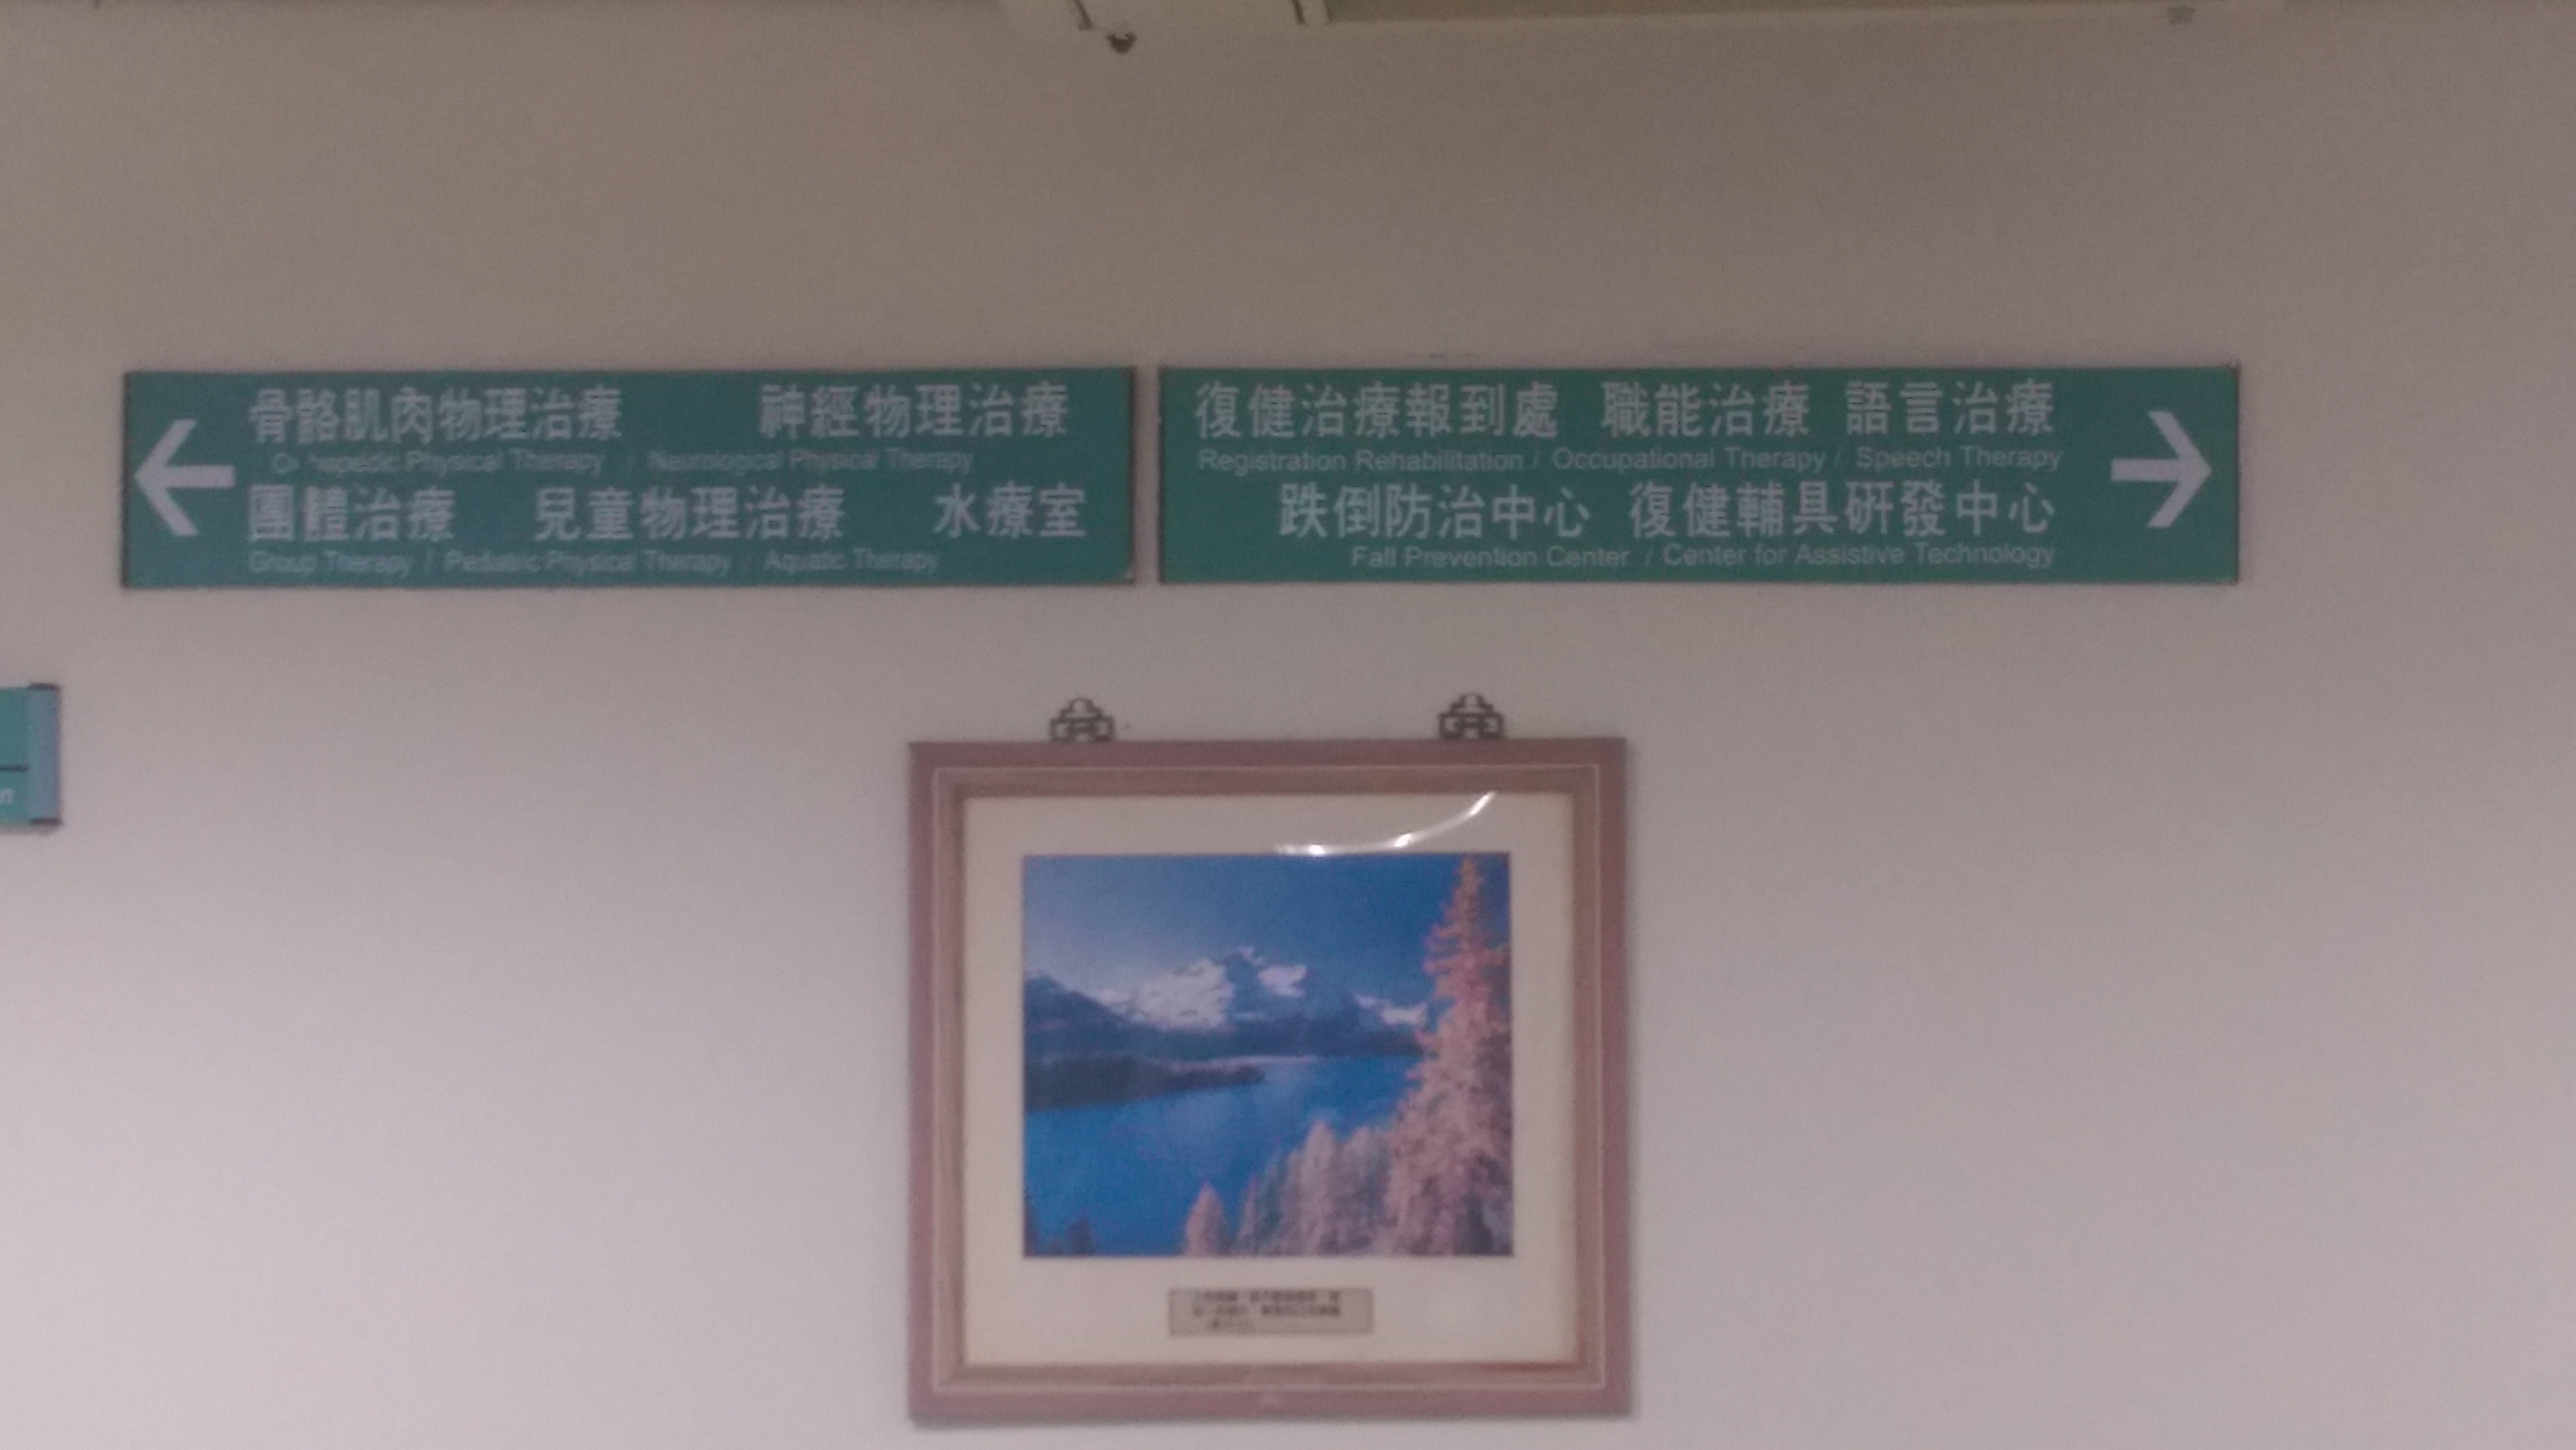 骨骼肌肉物理治療 神經物理治療
Physical Therapy / Neurological Physical Therapy
團體治療 兒童物理治療 水療室
Group Therapy / Pediatric Physical Therapy / Aquatic Therapy
復健治療報到處 職能治療 語言治療
Registration Rehabilitation / Occupational Therapy / Speech Therapy
跌倒防治中心 復健輔具研發中心
Fall Prevention Center / Center for Assistive Technology